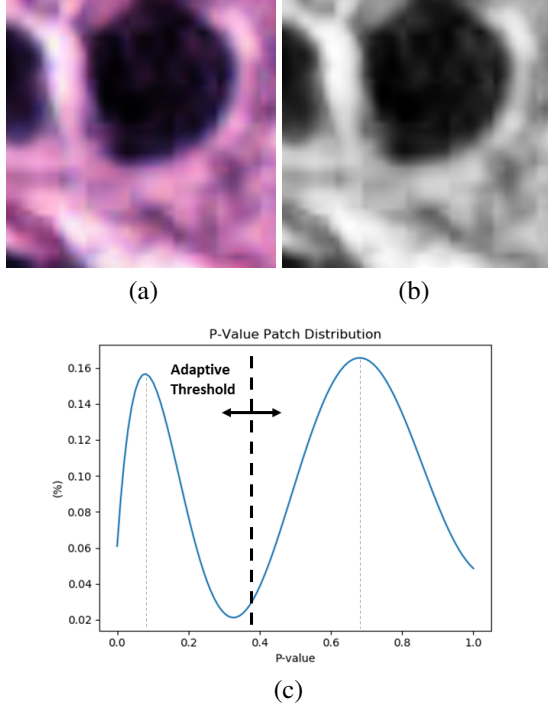 (a)
(b)
P-Value Patch Distribution
Adaptive
Threshold
0.16
0.14
0.12
0.10
0.08
0.06
0.04
0.02
(%)
0.0 0.2 0.4 0.6 0.8 1.0
P-value
(c)